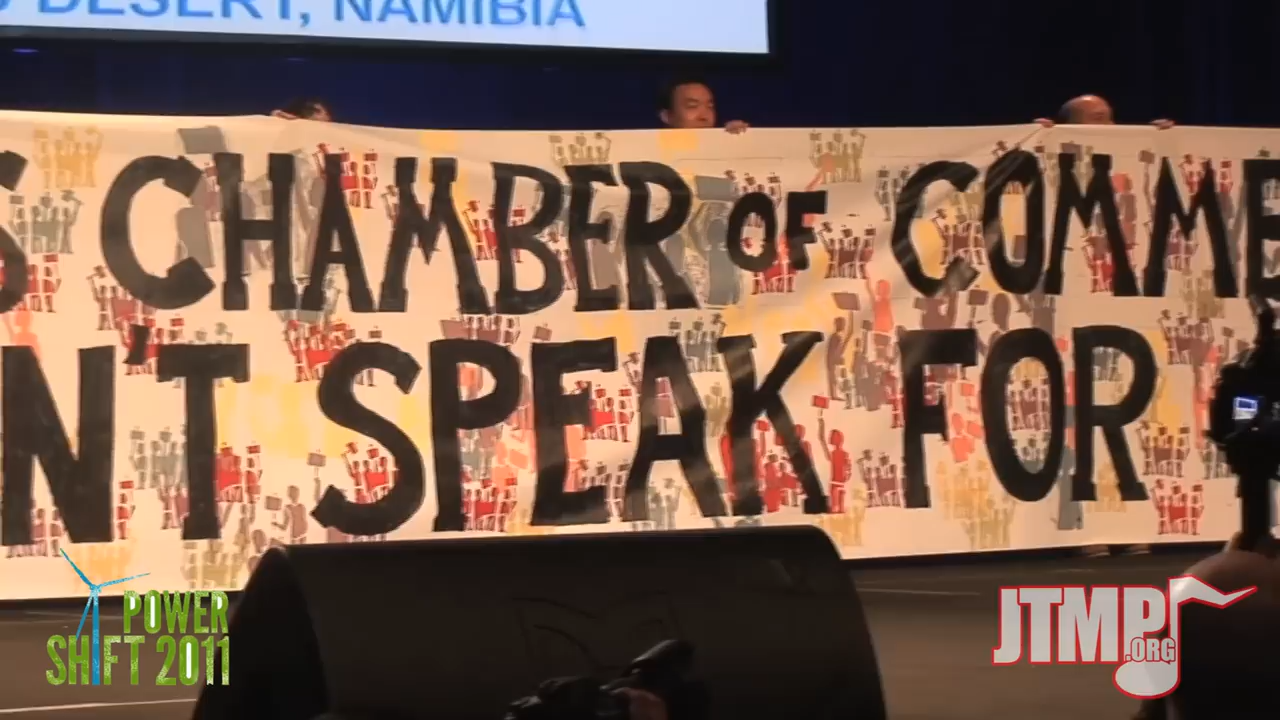 DESERT, NAMIBIA
S CHAMBER OF COMME
N'T SPEAK FOR
POWER
SHIFT 2011
JTMP
.ORG